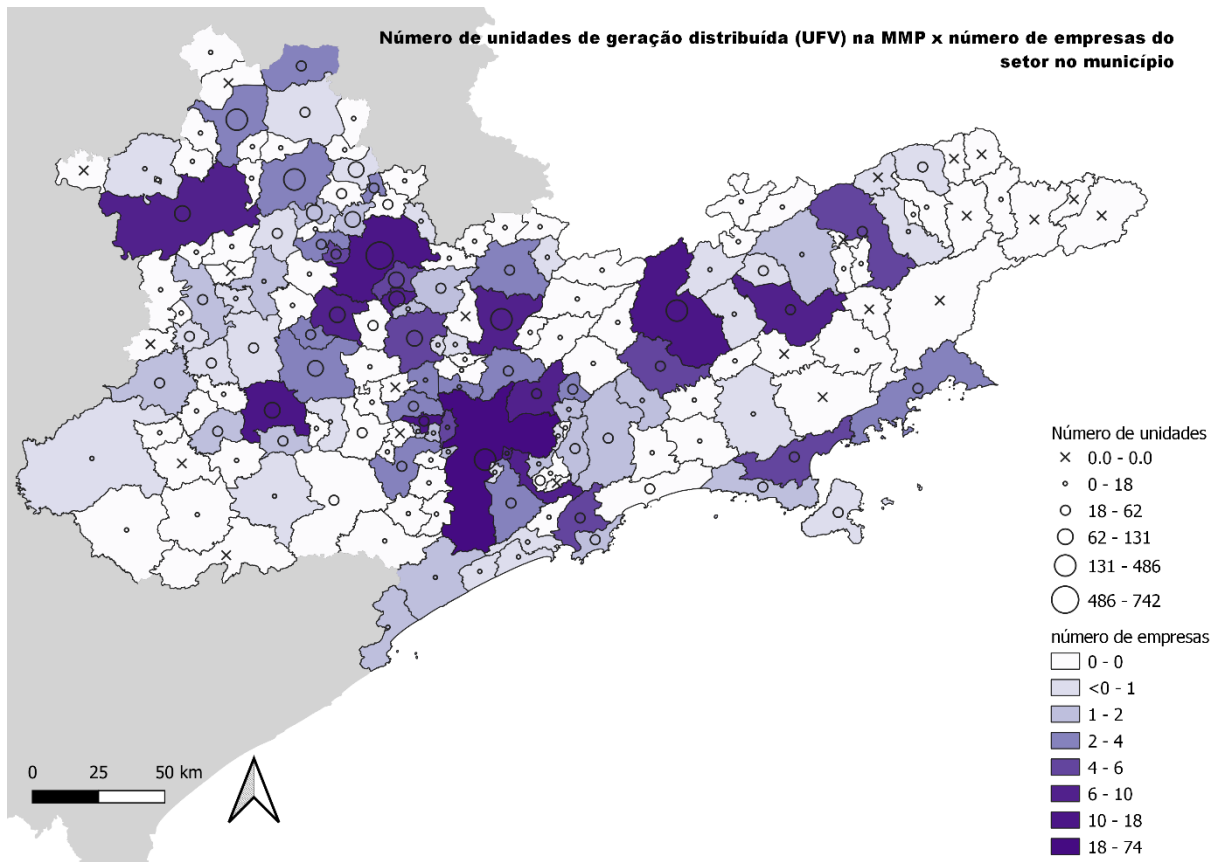 Número de unidades de geração distribuída (UFV) na MMP x número de empresas do
setor no município
Número de unidades
0.0 - 0.0
0 - 18
18 - 62
62 - 131
131 - 486
486 - 742
número de empresas
0 - 0
<0 - 1
1 - 2
2 - 4
4 - 6
6 - 10
10 - 18
18 - 74
0 25 50 km